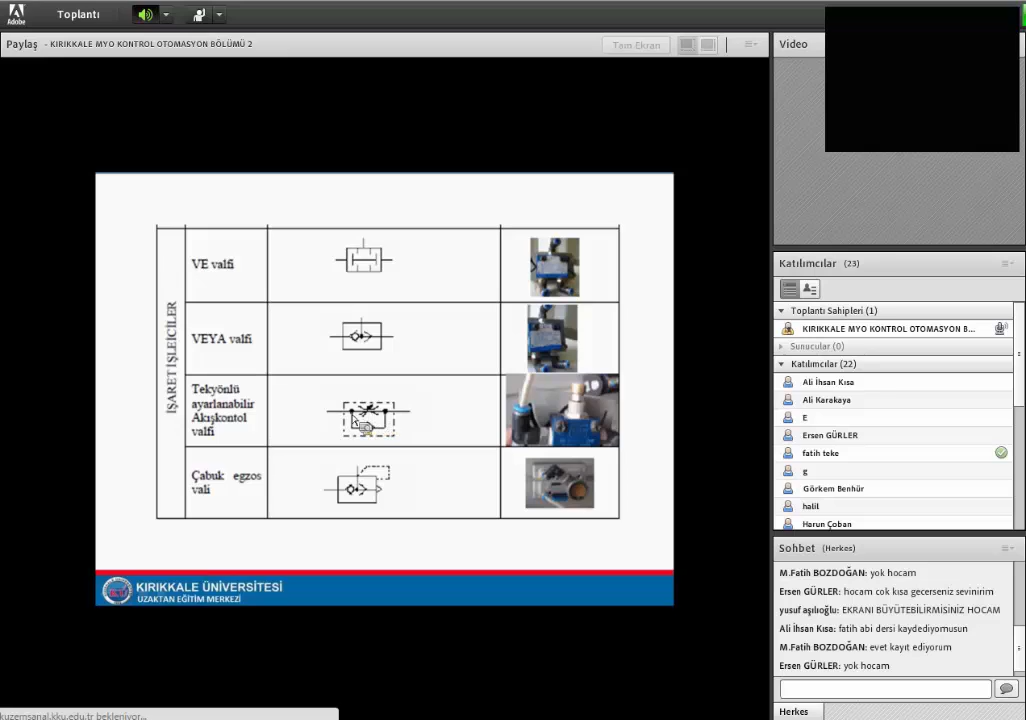 Adobe
Toplantı
Paylaş - KIRIKKALE MYO KONTROL OTOMASYON BÖLÜMÜ 2
Tam Ekran
İŞARET İŞLEİCİLER
VE valfi
VEYA valfi
Tekyönlü
ayarlanabilir
Akışkontol
valfi
Çabuk egzos
vali
KIRIKKALE ÜNİVERSİTESİ
UZAKTAN EĞİTİM MERKEZİ
kuzemsanal.kku.edu.tr bekleniyor...
Video
Katılımcılar (23)
Toplantı Sahipleri (1)
KIRIKKALE MYO KONTROL OTOMASYON B...
Sunucular (0)
Katılımcılar (22)
Ali İhsan Kısa
Ali Karakaya
E
Ersen GÜRLER
fatih teke
g
Görkem Benhür
halil
Harun Çoban
Sohbet (Herkes)
M.Fatih BOZDOĞAN: yok hocam
Ersen GÜRLER: hocam cok kısa gecerseniz sevinirim
yusuf aşılıoğlu: EKRANI BÜYÜTEBİLİRMİSİNİZ HOCAM
Ali İhsan Kısa: fatih abi dersi kaydediyomusun
M.Fatih BOZDOĞAN: evet kayıt ediyorum
Ersen GÜRLER: yok hocam
Herkes